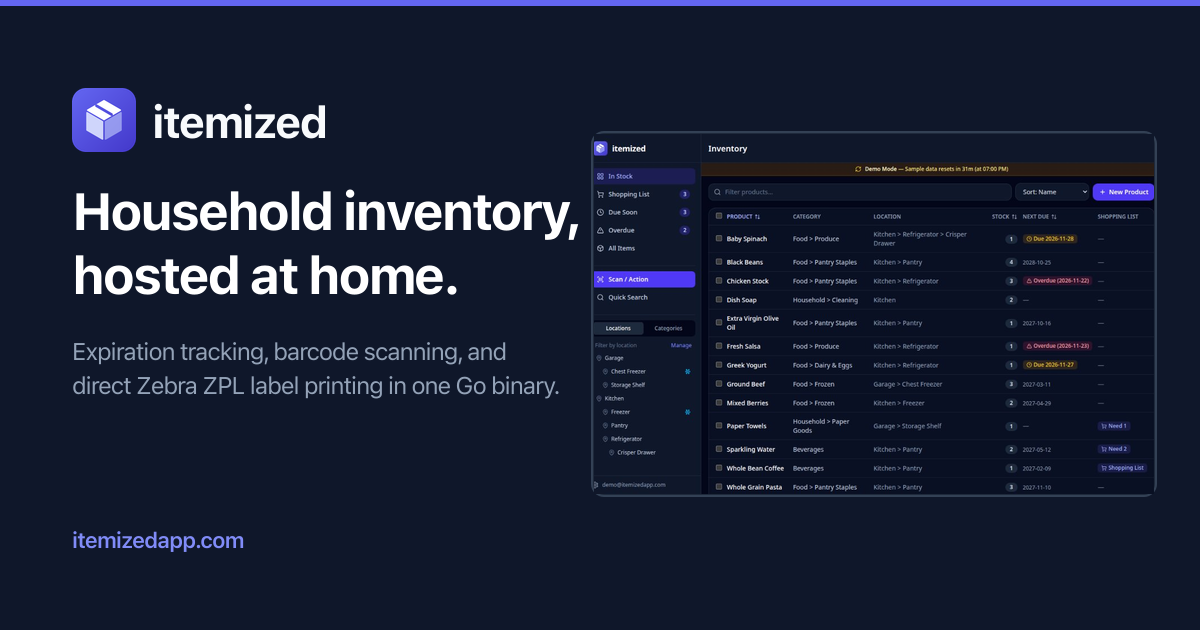 itemized
Household inventory,
hosted at home.
Expiration tracking, barcode scanning, and
direct Zebra ZPL label printing in one Go binary.
itemizedapp.com
itemized
In Stock
Shopping List 3
Due Soon 3
Overdue 2
All Items
Scan / Action
Quick Search
Locations Categories
Filter by location Manage
Garage
Chest Freezer
Storage Shelf
Kitchen
Freezer
Pantry
Refrigerator
Crisper Drawer
demo@itemizedapp.com
Inventory
Demo Mode — Sample data resets in 31m (at 07:00 PM)
Filter products... Sort: Name + New Product
PRODUCT CATEGORY LOCATION STOCK NEXT DUE SHOPPING LIST
Baby Spinach Food > Produce Kitchen > Refrigerator > Crisper
Drawer 1 Due 2026-11-28 —
Black Beans Food > Pantry Staples Kitchen > Pantry 4 2028-10-25 —
Chicken Stock Food > Pantry Staples Kitchen > Refrigerator 3 Overdue (2026-11-22) —
Dish Soap Household > Cleaning Kitchen 2 — —
Extra Virgin Olive
Oil Food > Pantry Staples Kitchen > Pantry 1 2027-10-16 —
Fresh Salsa Food > Produce Kitchen > Refrigerator 1 Overdue (2026-11-23) —
Greek Yogurt Food > Dairy & Eggs Kitchen > Refrigerator 1 Due 2026-11-27 —
Ground Beef Food > Frozen Garage > Chest Freezer 3 2027-03-11 —
Mixed Berries Food > Frozen Kitchen > Freezer 2 2027-04-29 —
Paper Towels Household > Paper
Goods Garage > Storage Shelf 1 — Need 1
Sparkling Water Beverages Kitchen > Pantry 2 2027-05-12 Need 2
Whole Bean Coffee Beverages Kitchen > Pantry 1 2027-02-09 Shopping List
Whole Grain Pasta Food > Pantry Staples Kitchen > Pantry 3 2027-11-10 —